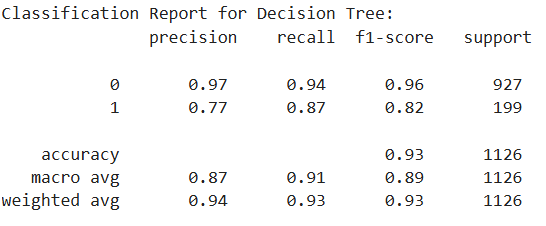 Classification Report for Decision Tree:
precision recall f1-score support
0 0.97 0.94 0.96 927
1 0.77 0.87 0.82 199
accuracy 0.93 1126
macro avg 0.87 0.91 0.89 1126
weighted avg 0.94 0.93 0.93 1126